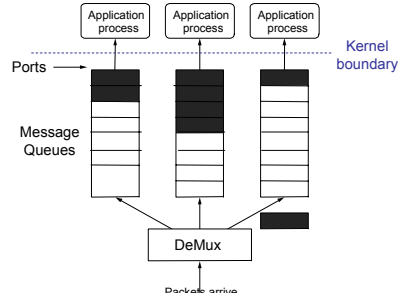 Application process
Application process
Application process
Kernel boundary
Ports
Message Queues
DeMux
Packets arrive